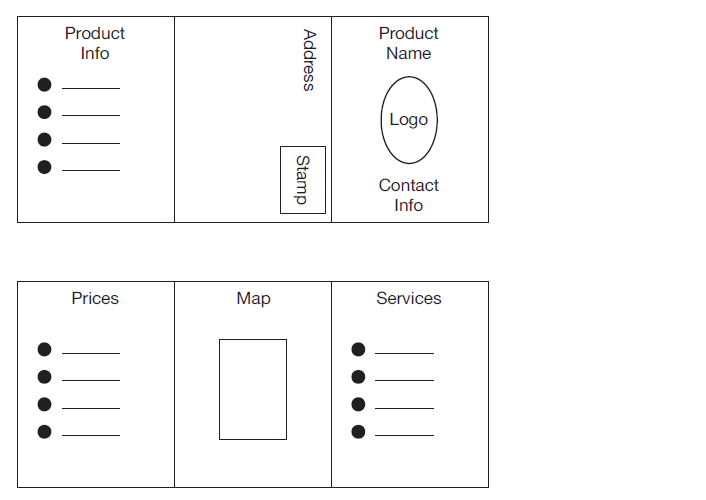 Product
Info
Address
Stamp
Product
Name
Logo
Contact
Info
Prices
Map
Services